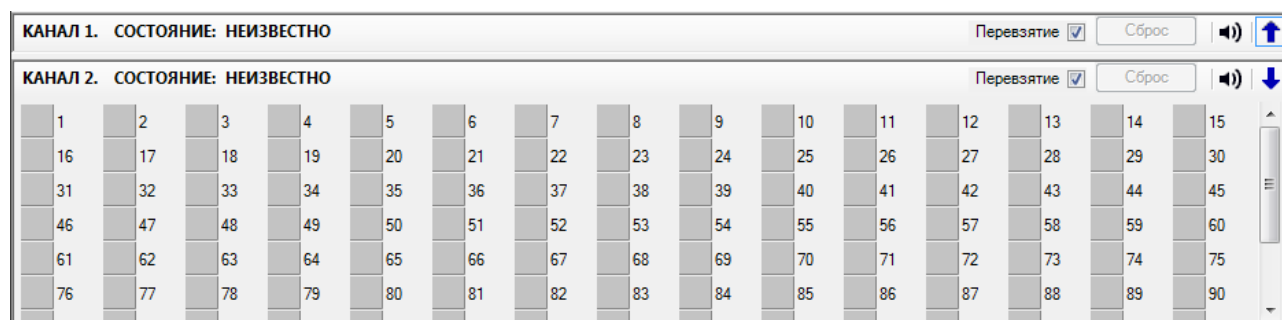 КАНАЛ 1. СОСТОЯНИЕ: НЕИЗВЕСТНО Перевзятие Сброс
КАНАЛ 2. СОСТОЯНИЕ: НЕИЗВЕСТНО Перевзятие Сброс
1 2 3 4 5 6 7 8 9 10 11 12 13 14 15
16 17 18 19 20 21 22 23 24 25 26 27 28 29 30
31 32 33 34 35 36 37 38 39 40 41 42 43 44 45
46 47 48 49 50 51 52 53 54 55 56 57 58 59 60
61 62 63 64 65 66 67 68 69 70 71 72 73 74 75
76 77 78 79 80 81 82 83 84 85 86 87 88 89 90